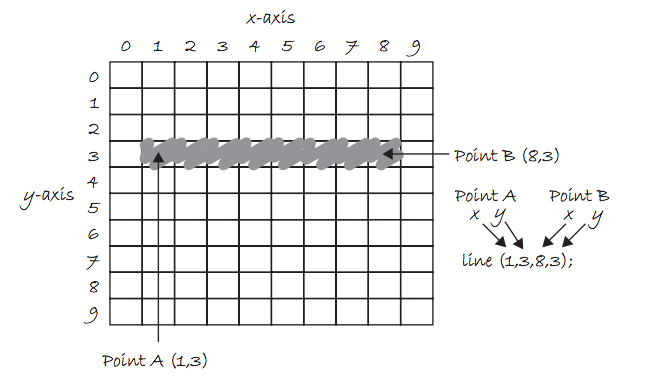 x-axis
0 1 2 3 4 5 6 7 8 9
0
1
2
3
4
5
6
7
8
9
y-axis
Point B (8,3)
Point A Point B
x y x y
line (1,3,8,3);
Point A (1,3)